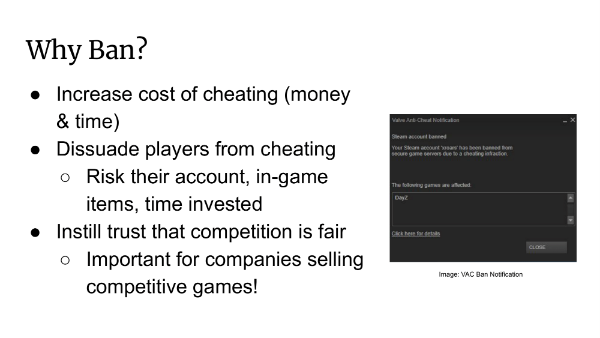 Why Ban?
● Increase cost of cheating (money
& time)
● Dissuade players from cheating
○ Risk their account, in-game
items, time invested
● Instill trust that competition is fair
○ Important for companies selling
competitive games!
Valve Anti-Cheat Notification
Steam account banned
Your Steam account has been banned from
secure game servers due to a cheating infraction.
The following games are affected
DayZ
Click here for details
CLOSE
Image: VAC Ban Notification